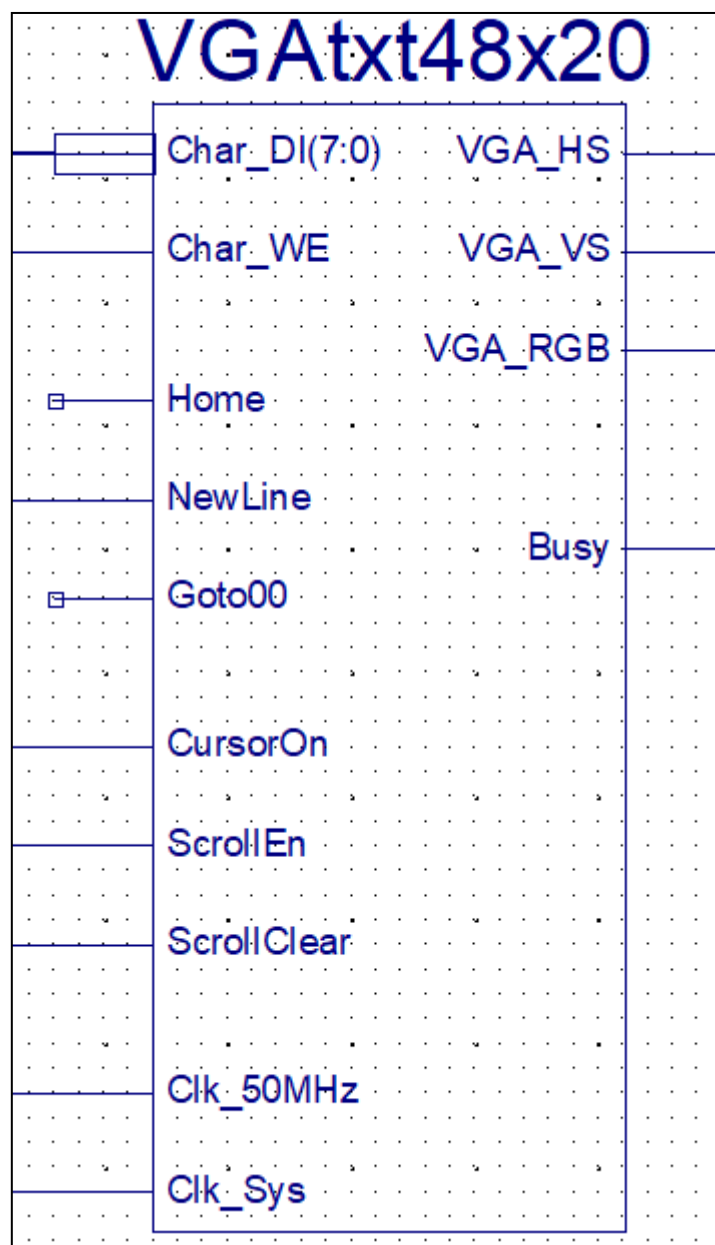 VGAtxt48x20
Char_DI(7:0) VGA_HS
Char_WE VGA_VS
VGA_RGB
Home
NewLine
Busy
Goto00
CursorOn
ScrollEn
ScrollClear
Clk_50MHz
Clk_Sys